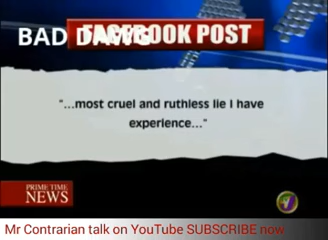 BAD DAWG
FACEBOOK POST
"...most cruel and ruthless lie I have
experience..."
PRIME TIME
NEWS
Mr Contrarian talk on YouTube SUBSCRIBE now